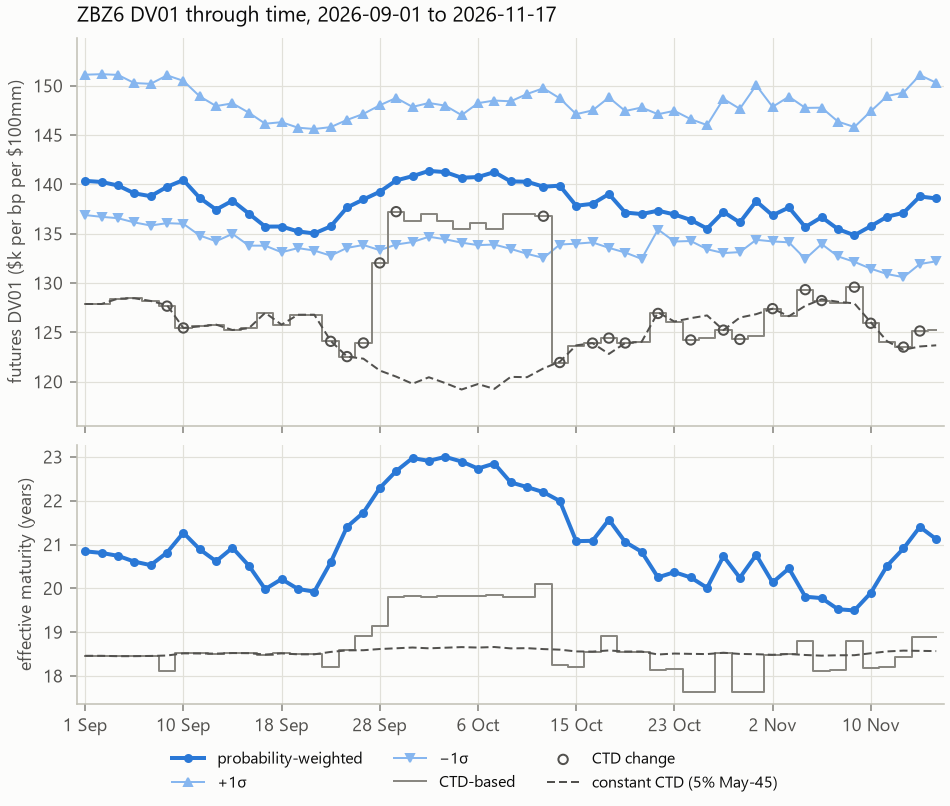 ZBZ6 DV01 through time, 2026-09-01 to 2026-11-17
futures DV01 ($k per bp per $100mm)
150
145
140
135
130
125
120
effective maturity (years)
23
22
21
20
19
18
1 Sep
10 Sep
18 Sep
28 Sep
6 Oct
15 Oct
23 Oct
2 Nov
10 Nov
probability-weighted
−1σ
CTD change
+1σ
CTD-based
constant CTD (5% May-45)